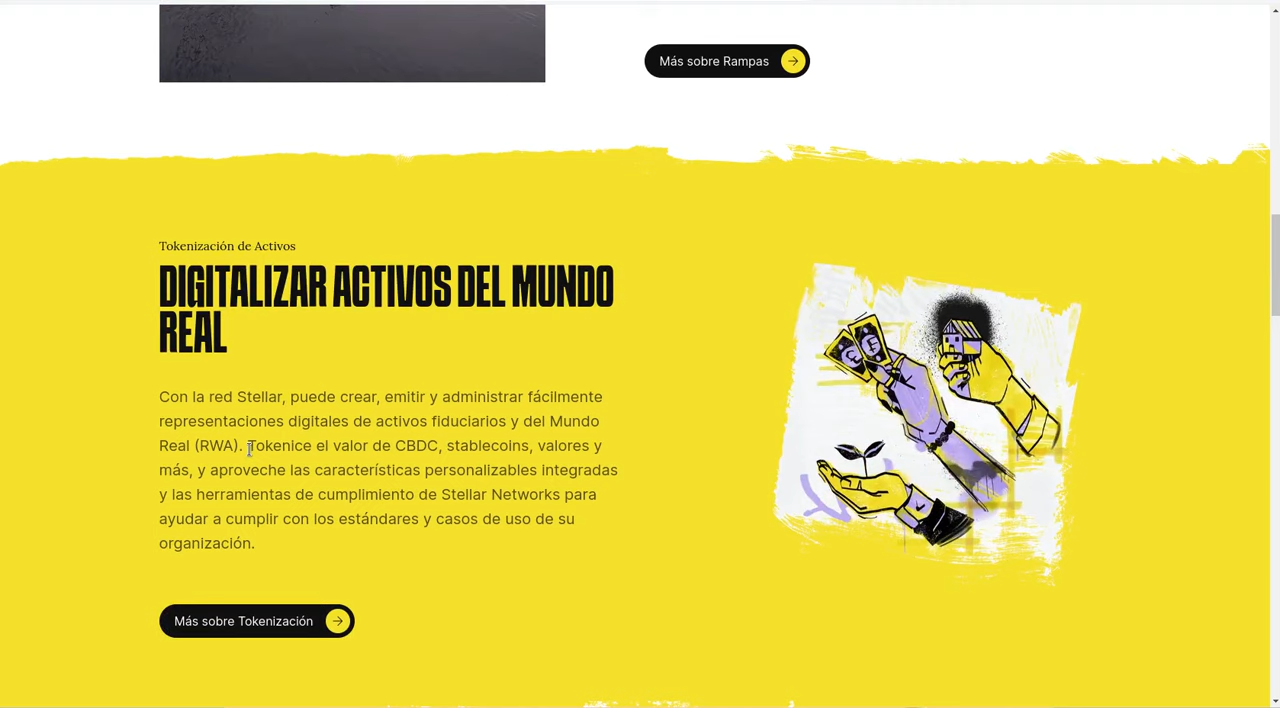 Más sobre Rampas
Tokenización de Activos
DIGITALIZAR ACTIVOS DEL MUNDO
REAL
Con la red Stellar, puede crear, emitir y administrar fácilmente
representaciones digitales de activos fiduciarios y del Mundo
Real (RWA). Tokenice el valor de CBDC, stablecoins, valores y
más, y aproveche las características personalizables integradas
y las herramientas de cumplimiento de Stellar Networks para
ayudar a cumplir con los estándares y casos de uso de su
organización.
Más sobre Tokenización